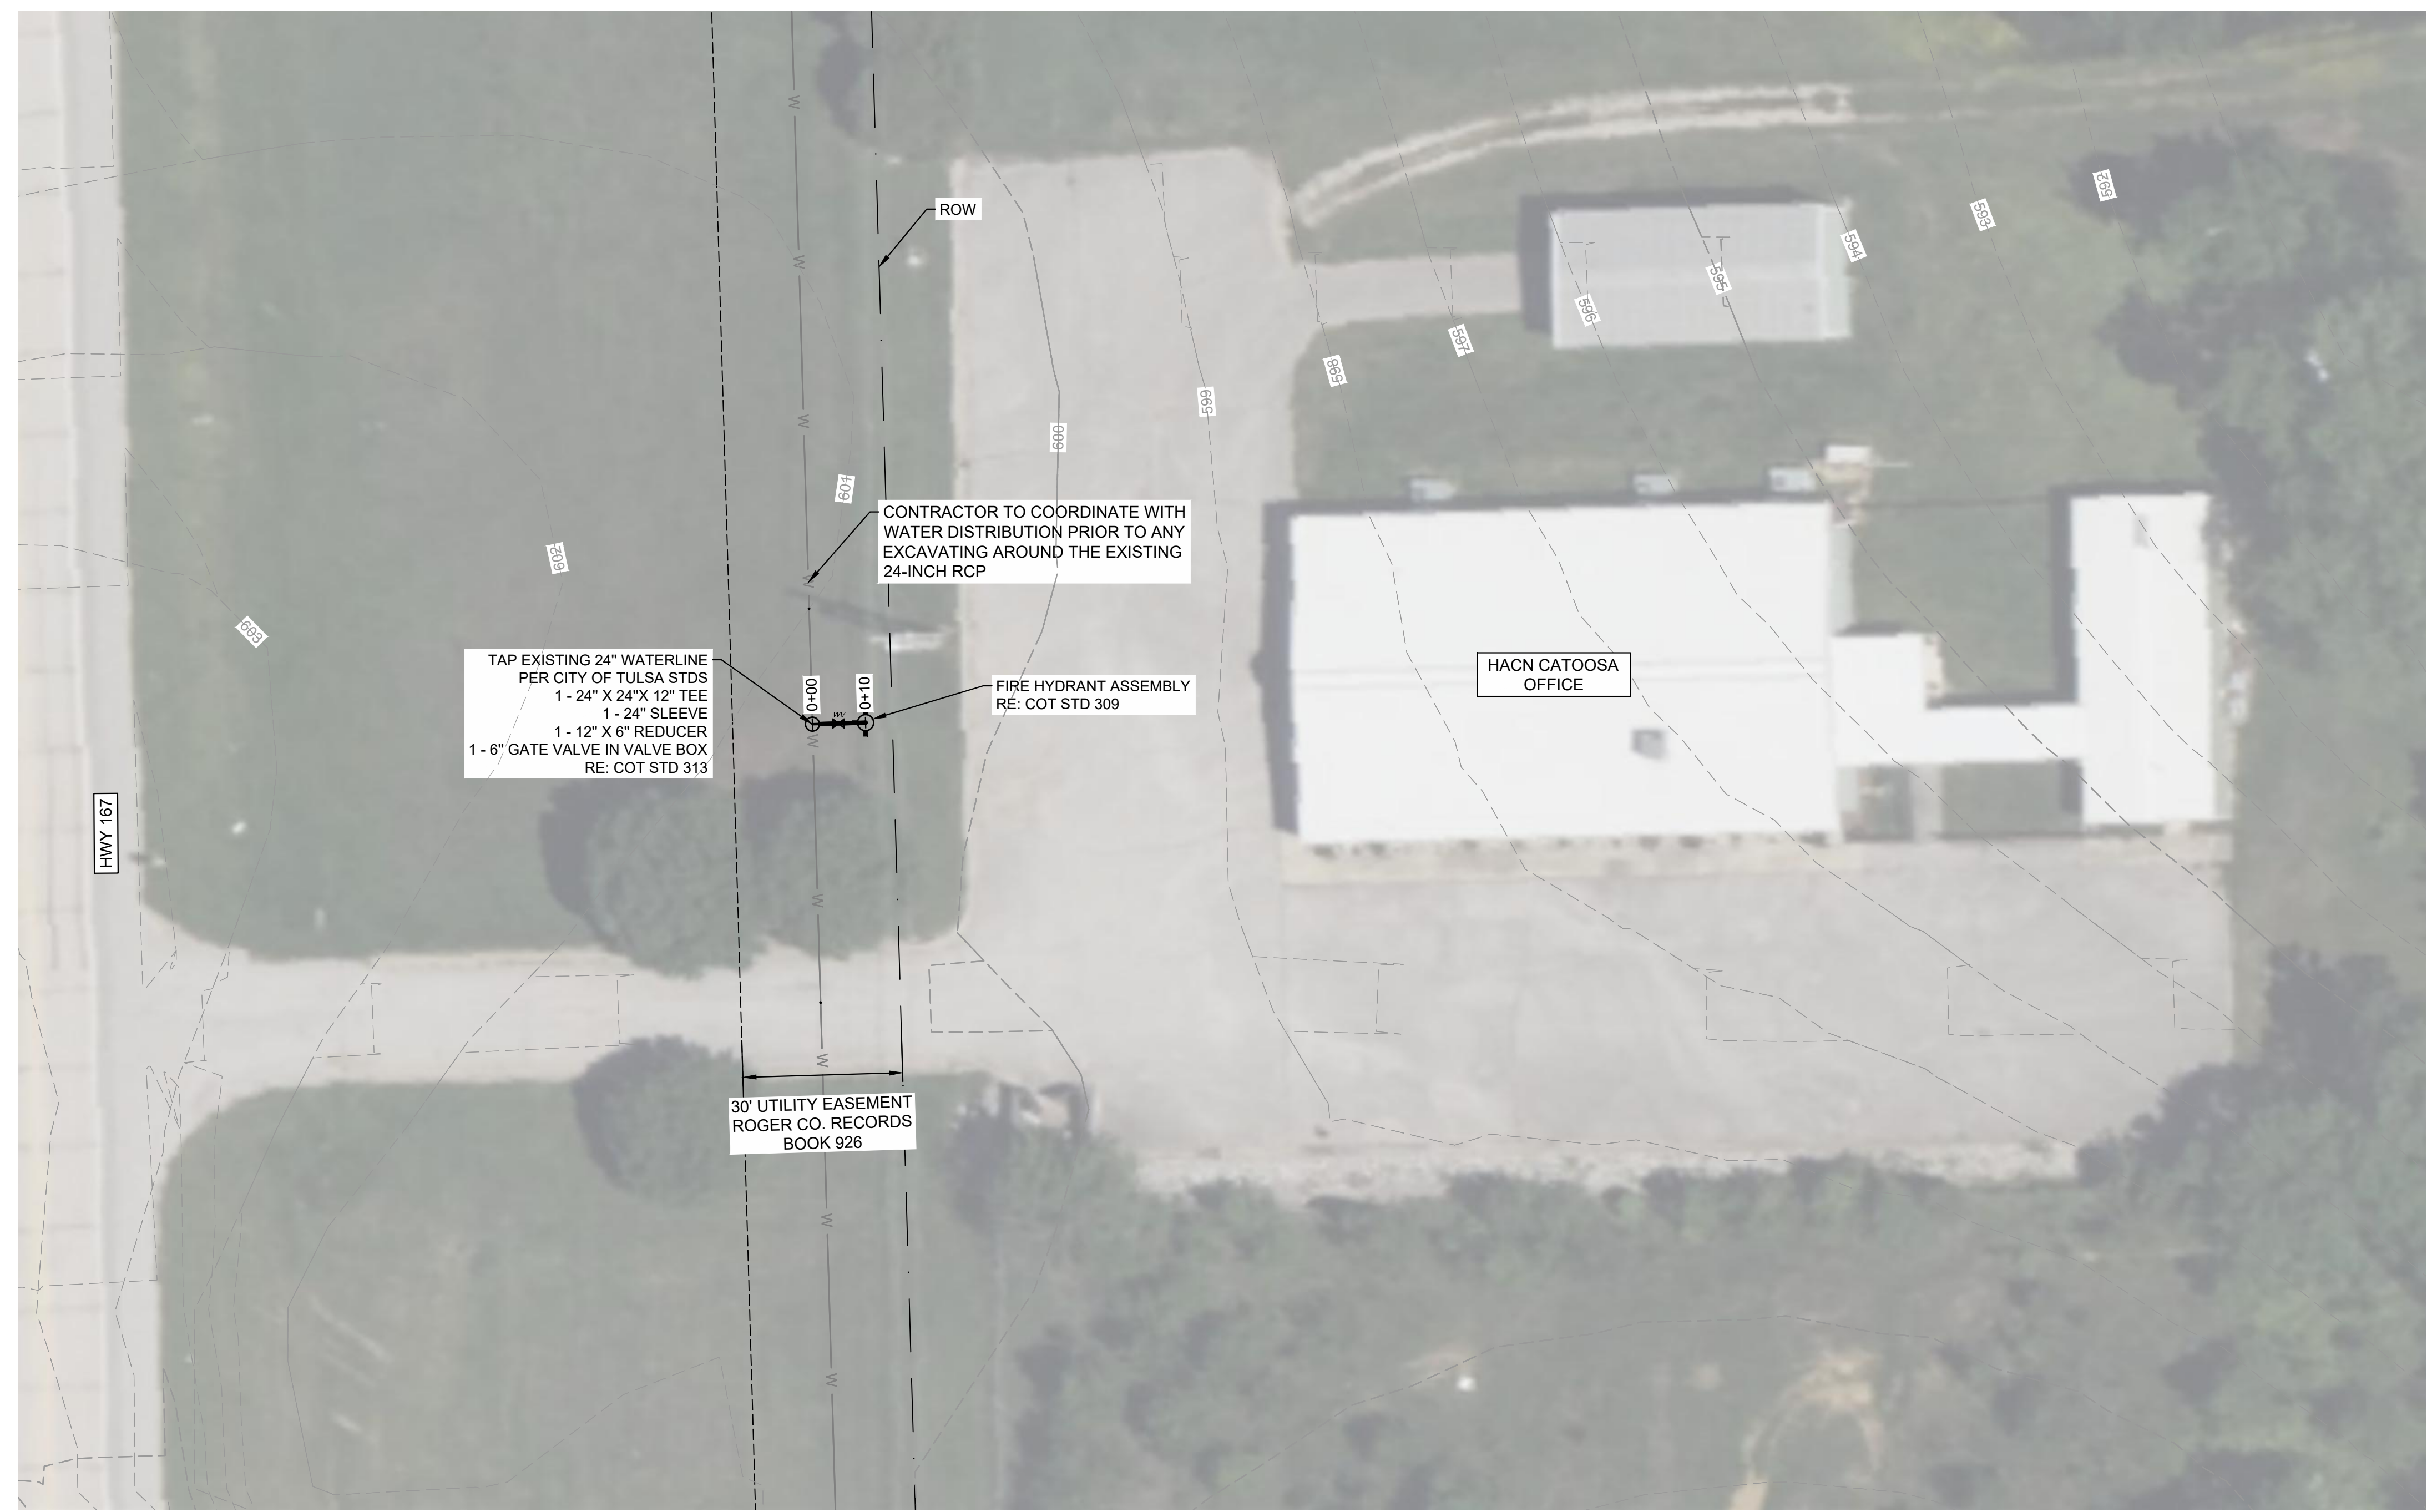 ROW
592
593
594
595
596
597
598
599
600
601
602
603
CONTRACTOR TO COORDINATE WITH
WATER DISTRIBUTION PRIOR TO ANY
EXCAVATING AROUND THE EXISTING
24-INCH RCP
TAP EXISTING 24" WATERLINE
PER CITY OF TULSA STDS
1 - 24" X 24"X 12" TEE
1 - 24" SLEEVE
1 - 12" X 6" REDUCER
1 - 6" GATE VALVE IN VALVE BOX
RE: COT STD 313
0+00
WV
0+10
FIRE HYDRANT ASSEMBLY
RE: COT STD 309
HACN CATOOSA
OFFICE
HWY 167
30' UTILITY EASEMENT
ROGER CO. RECORDS
BOOK 926
W
W
W
W
W
W
W
W
W